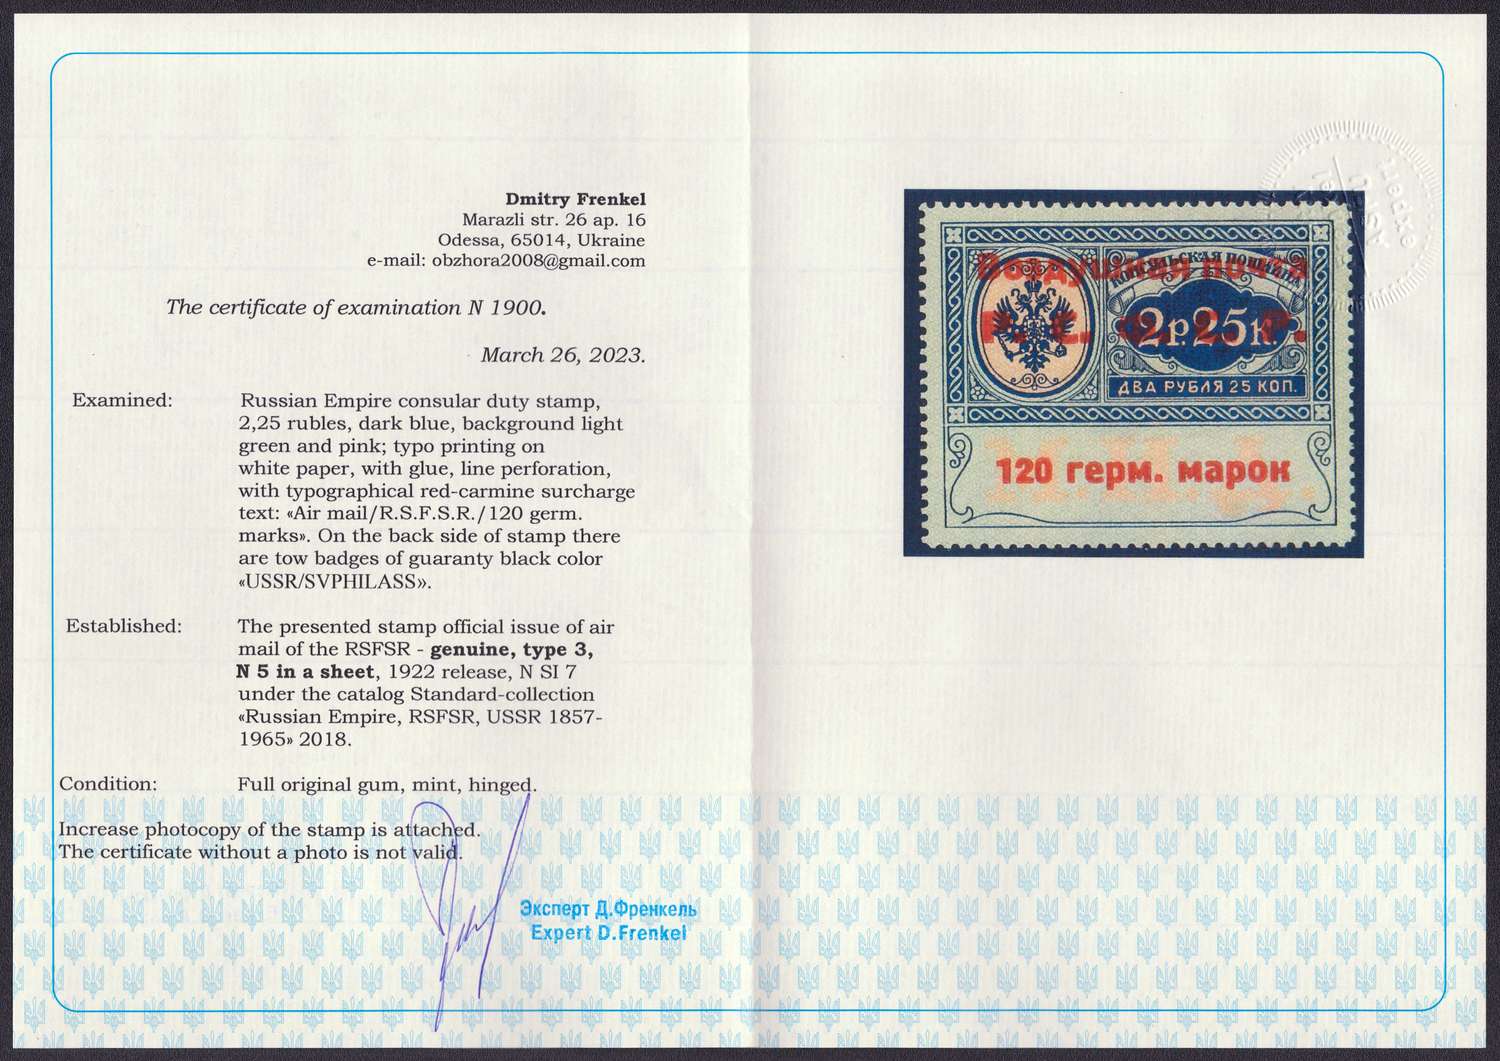 Dmitry Frenkel
Marazli str. 26 ap. 16
Odessa, 65014, Ukraine
e-mail: obzhora2008@gmail.com
The certificate of examination N 1900.
March 26, 2023.
Examined: Russian Empire consular duty stamp,
2,25 rubles, dark blue, background light
green and pink; typo printing on
white paper, with glue, line perforation,
with typographical red-carmine surcharge
text: «Air mail/R.S.F.S.R./120 germ.
marks». On the back side of stamp there
are tow badges of guaranty black color
«USSR/SVPHILASS».
Established: The presented stamp official issue of air
mail of the RSFSR - genuine, type 3,
N 5 in a sheet, 1922 release, N SI 7
under the catalog Standard-collection
«Russian Empire, RSFSR, USSR 1857-
1965» 2018.
Condition: Full original gum, mint, hinged.
Increase photocopy of the stamp is attached.
The certificate without a photo is not valid.
Эксперт Д.Френкель
Expert D.Frenkel
Воздушная почта
КОНСУЛЬСКАЯ ПОШЛИНА
Р. С. Ф. С. Р.
2р.25к.
ДВА РУБЛЯ 25 КОП.
120 герм. марок